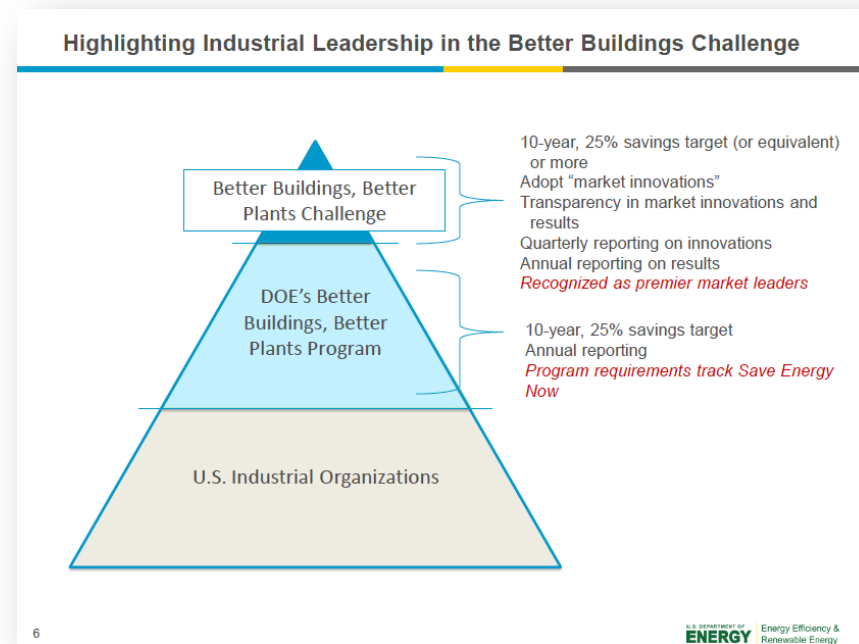 Highlighting Industrial Leadership in the Better Buildings Challenge
Better Buildings, Better
Plants Challenge
10-year, 25% savings target (or equivalent)
or more
Adopt “market innovations”
Transparency in market innovations and
results
Quarterly reporting on innovations
Annual reporting on results
Recognized as premier market leaders
DOE’s Better
Buildings, Better
Plants Program
10-year, 25% savings target
Annual reporting
Program requirements track Save Energy
Now
U.S. Industrial Organizations
6
U.S. DEPARTMENT OF
ENERGY
Energy Efficiency &
Renewable Energy